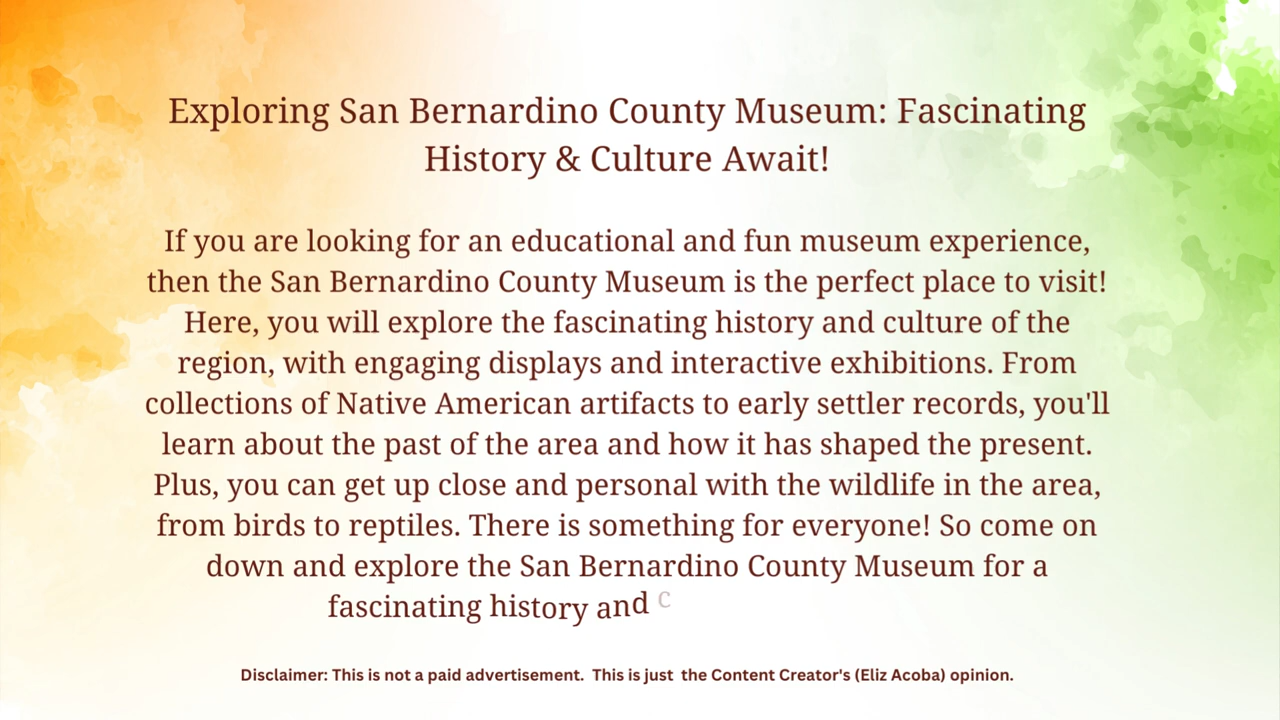 Exploring San Bernardino County Museum: Fascinating
History & Culture Await!
If you are looking for an educational and fun museum experience,
then the San Bernardino County Museum is the perfect place to visit!
Here, you will explore the fascinating history and culture of the
region, with engaging displays and interactive exhibitions. From
collections of Native American artifacts to early settler records, you'll
learn about the past of the area and how it has shaped the present.
Plus, you can get up close and personal with the wildlife in the area,
from birds to reptiles. There is something for everyone! So come on
down and explore the San Bernardino County Museum for a
fascinating history and c
Disclaimer: This is not a paid advertisement. This is just the Content Creator's (Eliz Acoba) opinion.